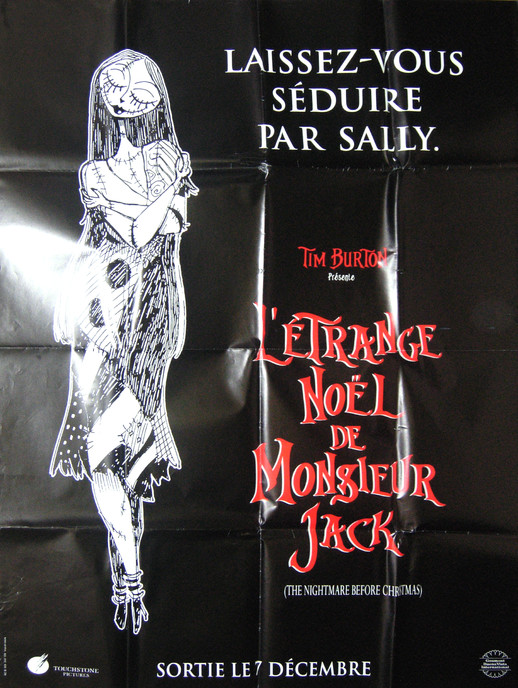 LAISSEZ-VOUS
SÉDUIRE
PAR SALLY.
TIM BURTON
Présente
L'ÉTRANGE
NOËL
DE
MONSIEUR
JACK
(THE NIGHTMARE BEFORE CHRISTMAS)
TOUCHSTONE
PICTURES
SORTIE LE 7 DÉCEMBRE